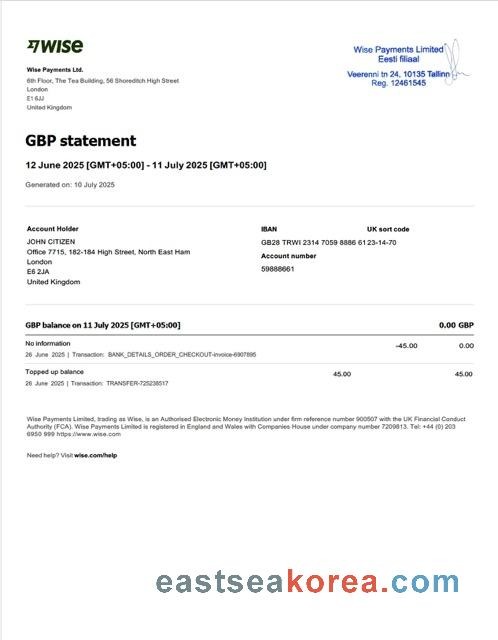 wise
Wise Payments Limited
Eesti filiaal
Veerenni tn 24, 10135 Tallinn
Reg. 12461545
Wise Payments Ltd.
6th Floor, The Tea Building, 56 Shoreditch High Street
London
E1 6JJ
United Kingdom
GBP statement
12 June 2025 [GMT+05:00] - 11 July 2025 [GMT+05:00]
Generated on: 10 July 2025
Account Holder
JOHN CITIZEN
Office 7715, 182-184 High Street, North East Ham
London
E6 2JA
United Kingdom
IBAN UK sort code
GB28 TRWI 2314 7059 8886 61 23-14-70
Account number
59888661
GBP balance on 11 July 2025 [GMT+05:00] 0.00 GBP
No information -45.00 0.00
26 June 2025 | Transaction: BANK_DETAILS_ORDER_CHECKOUT-invoice-6907895
Topped up balance 45.00 45.00
26 June 2025 | Transaction: TRANSFER-725238517
Wise Payments Limited, trading as Wise, is an Authorised Electronic Money Institution under firm reference number 900507 with the UK Financial Conduct
Authority (FCA). Wise Payments Limited is registered in England and Wales with Companies House under company number 7209813. Tel: +44 (0) 203
6950 999 https://www.wise.com
Need help? Visit wise.com/help
eastseakorea.com